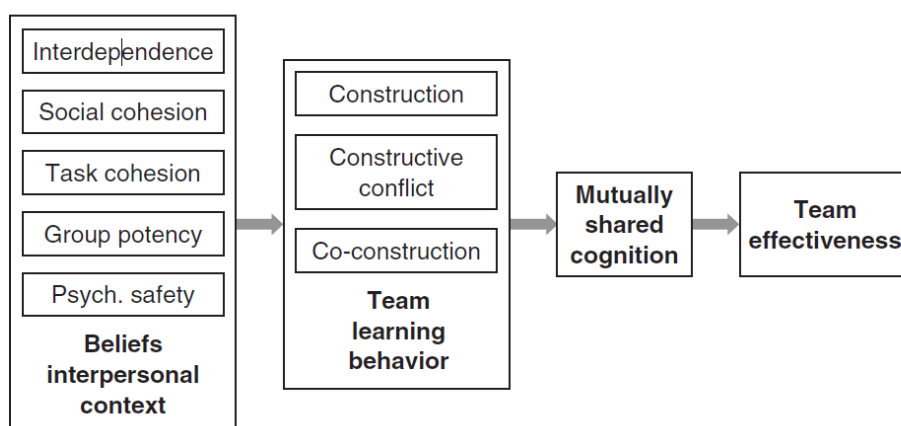 Interdependence
Social cohesion
Task cohesion
Group potency
Psych. safety
Beliefs
interpersonal
context
Construction
Constructive
conflict
Co-construction
Team
learning
behavior
Mutually
shared
cognition
Team
effectiveness